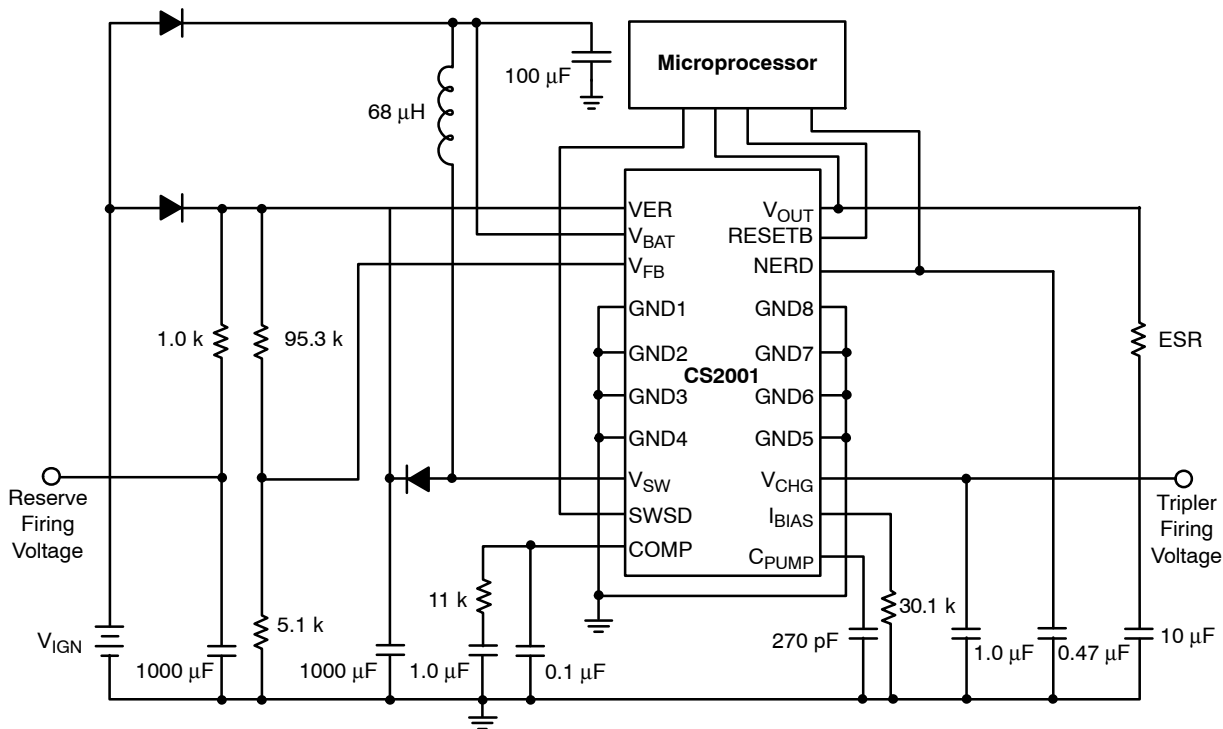 100 μF
Microprocessor
68 μH
VER
V_OUT
V_BAT
RESETB
V_FB
NERD
1.0 k
95.3 k
GND1
GND8
ESR
GND2
GND7
CS2001
GND3
GND6
GND4
GND5
V_SW
V_CHG
Reserve
Firing
Voltage
Tripler
Firing
Voltage
SWSD
I_BIAS
COMP
C_PUMP
11 k
30.1 k
V_IGN
5.1 k
270 pF
10 μF
1000 μF
1000 μF
1.0 μF
0.1 μF
1.0 μF
0.47 μF